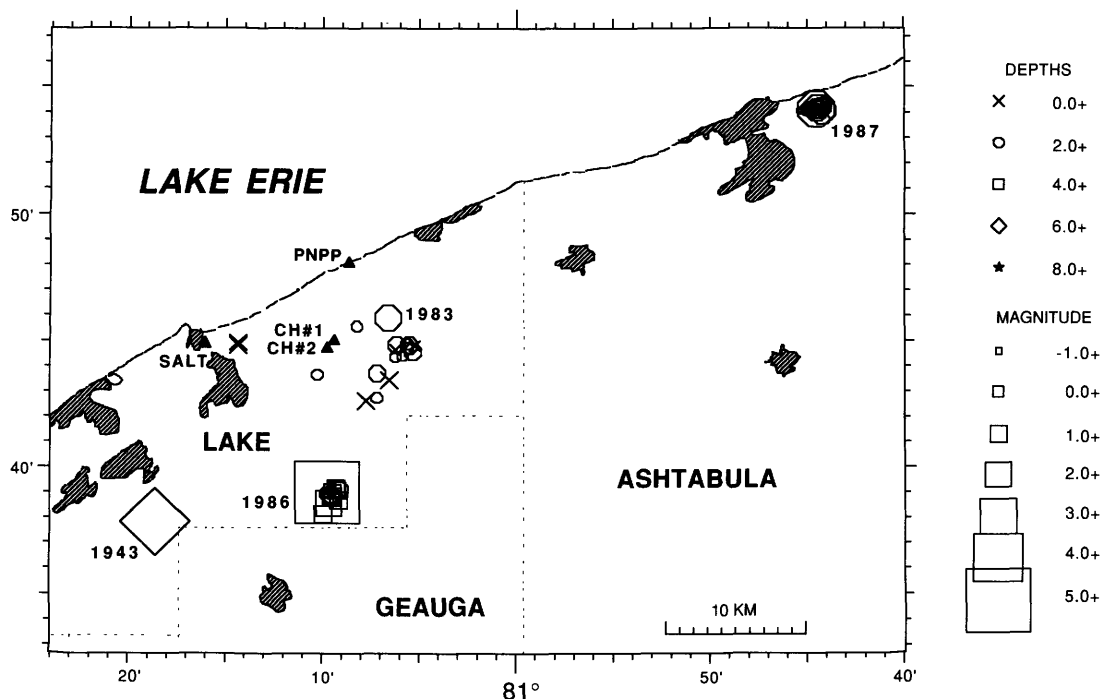 LAKE ERIE
1987
50'
PNPP
1983
CH#1
CH#2
SALT
LAKE
40'
ASHTABULA
1986
1943
GEAUGA
10 KM
20'
10'
81°
50'
40'
DEPTHS
0.0+
2.0+
4.0+
6.0+
8.0+
MAGNITUDE
-1.0+
0.0+
1.0+
2.0+
3.0+
4.0+
5.0+